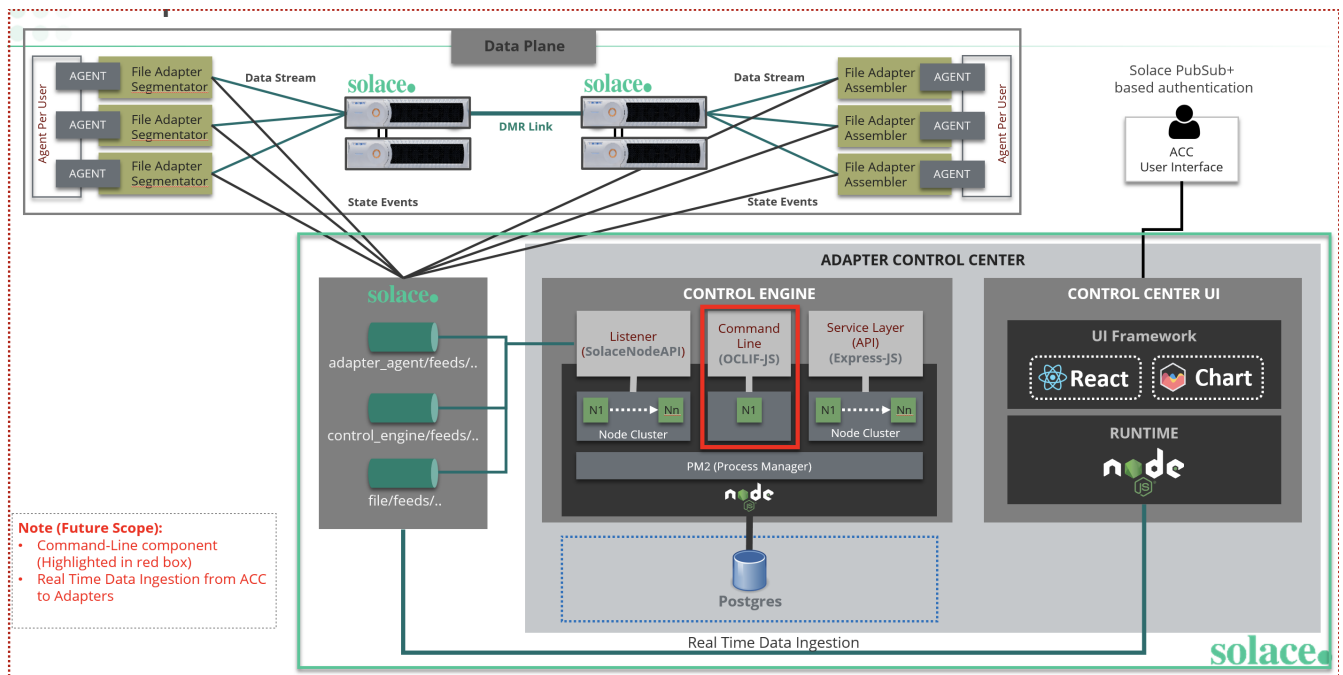 Data Plane
Agent Per User
AGENT
File Adapter
Segmentator
AGENT
File Adapter
Segmentator
AGENT
File Adapter
Segmentator
Data Stream
solace.
DMR Link
solace.
Data Stream
State Events
State Events
File Adapter
Assembler
AGENT
File Adapter
Assembler
AGENT
File Adapter
Assembler
AGENT
Agent Per User
Solace PubSub+
based authentication
ACC
User Interface
ADAPTER CONTROL CENTER
solace.
adapter_agent/feeds/..
control_engine/feeds/..
file/feeds/..
CONTROL ENGINE
Listener
(SolaceNodeAPI)
Command
Line
(OCLIF-JS)
Service Layer
(API)
(Express-JS)
N1
Nn
Node Cluster
N1
N1
Nn
Node Cluster
PM2 (Process Manager)
node
JS
Postgres
CONTROL CENTER UI
UI Framework
React
Chart
RUNTIME
node
JS
Note (Future Scope):
• Command-Line component
(Highlighted in red box)
• Real Time Data Ingestion from ACC
to Adapters
Real Time Data Ingestion
solace.